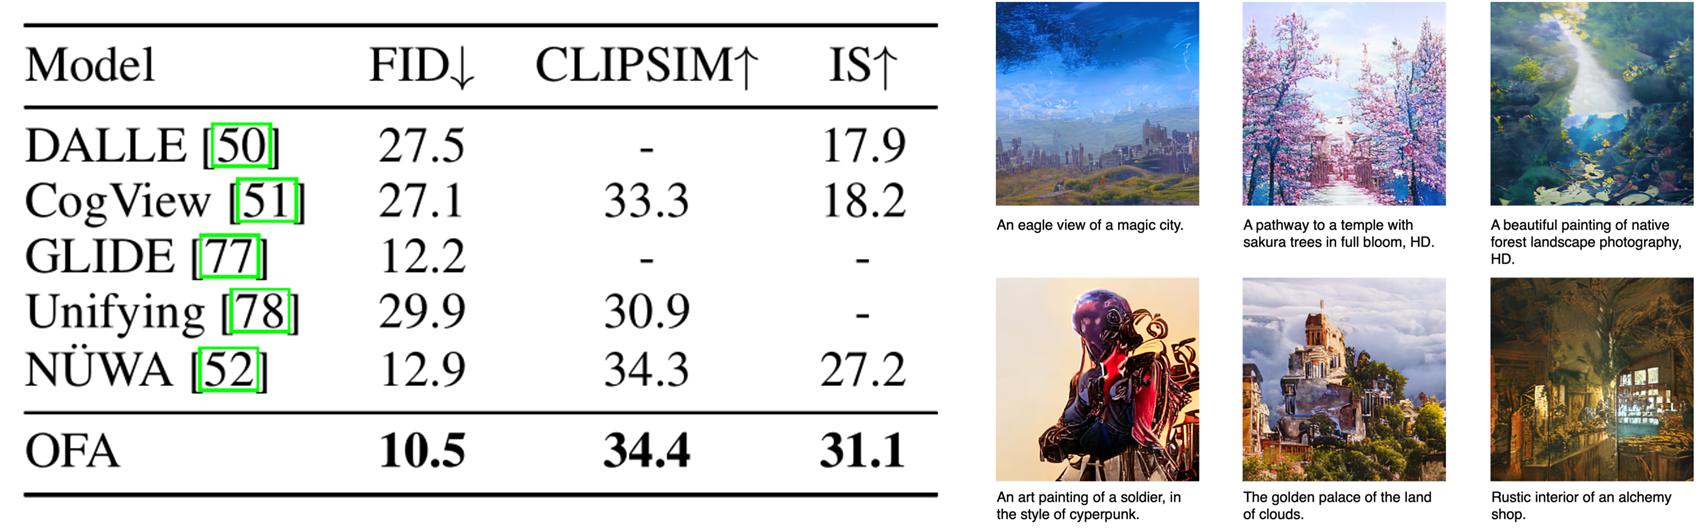 Model FID↓ CLIPSIM↑ IS↑
DALLE [50] 27.5 - 17.9
CogView [51] 27.1 33.3 18.2
GLIDE [77] 12.2 - -
Unifying [78] 29.9 30.9 -
NÜWA [52] 12.9 34.3 27.2
OFA 10.5 34.4 31.1
An eagle view of a magic city.
A pathway to a temple with
sakura trees in full bloom, HD.
A beautiful painting of native
forest landscape photography,
HD.
An art painting of a soldier, in
the style of cyperpunk.
The golden palace of the land
of clouds.
Rustic interior of an alchemy
shop.